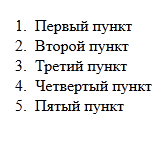 1. Первый пункт
2. Второй пункт
3. Третий пункт
4. Четвертый пункт
5. Пятый пункт